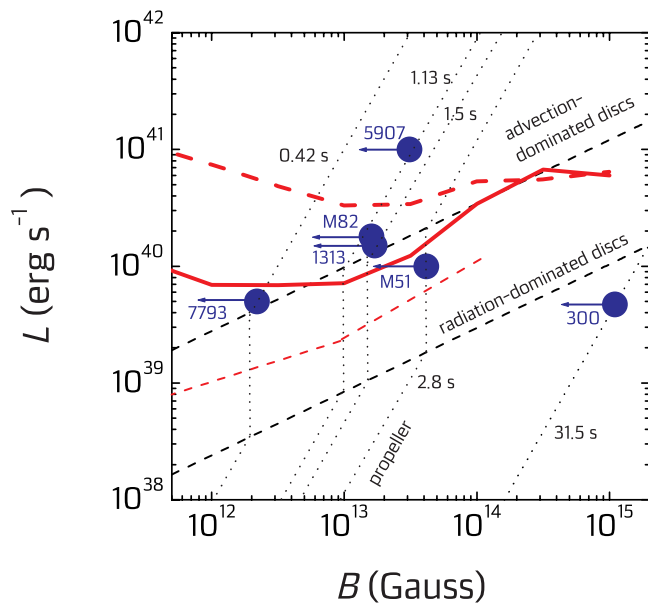 10^42
10^41
10^40
10^39
10^38
L (erg s^−1)
1.13 s
1.5 s
0.42 s
5907
advection-
dominated discs
M82
1313
M51
7793
radiation-dominated discs
300
2.8 s
propeller
31.5 s
10^12
10^13
10^14
10^15
B (Gauss)